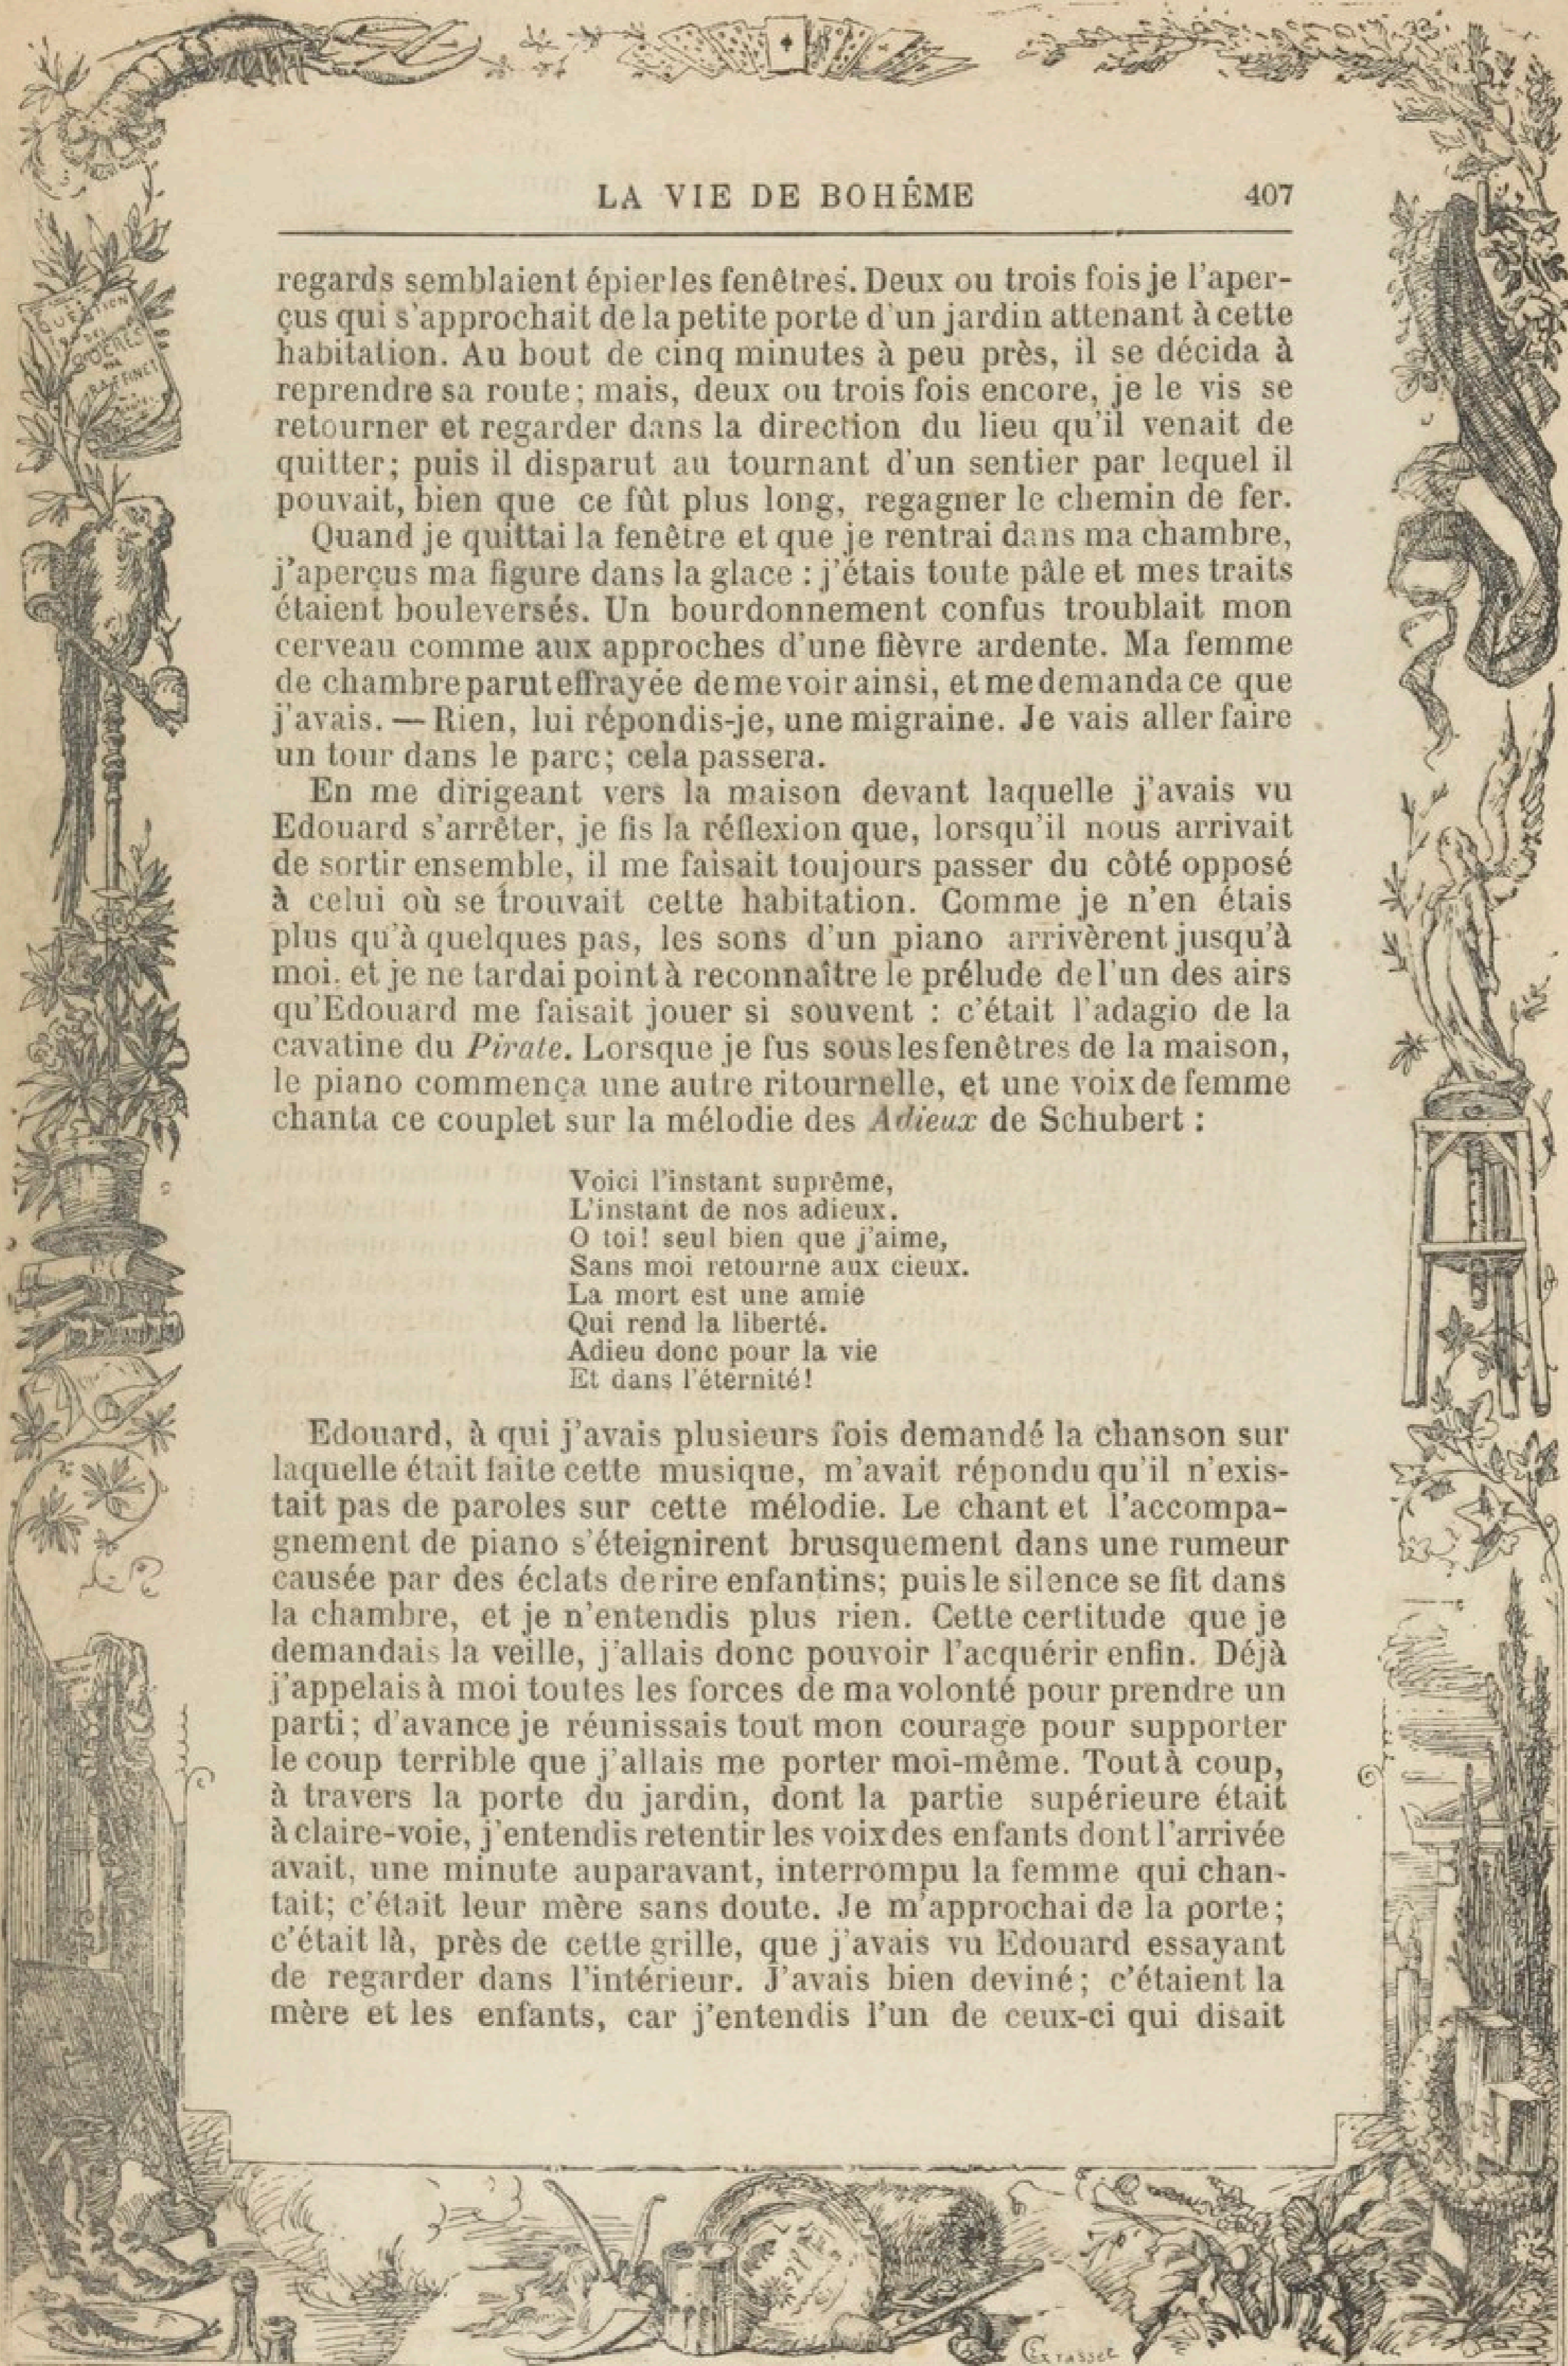 LA VIE DE BOHÊME 407
regards semblaient épier les fenêtres. Deux ou trois fois je l'aper-
çus qui s'approchait de la petite porte d'un jardin attenant à cette
habitation. Au bout de cinq minutes à peu près, il se décida à
reprendre sa route; mais, deux ou trois fois encore, je le vis se
retourner et regarder dans la direction du lieu qu'il venait de
quitter; puis il disparut au tournant d'un sentier par lequel il
pouvait, bien que ce fût plus long, regagner le chemin de fer.
Quand je quittai la fenêtre et que je rentrai dans ma chambre,
j'aperçus ma figure dans la glace : j'étais toute pâle et mes traits
étaient bouleversés. Un bourdonnement confus troublait mon
cerveau comme aux approches d'une fièvre ardente. Ma femme
de chambre parut effrayée de me voir ainsi, et me demanda ce que
j'avais. — Rien, lui répondis-je, une migraine. Je vais aller faire
un tour dans le parc; cela passera.
En me dirigeant vers la maison devant laquelle j'avais vu
Edouard s'arrêter, je fis la réflexion que, lorsqu'il nous arrivait
de sortir ensemble, il me faisait toujours passer du côté opposé
à celui où se trouvait cette habitation. Comme je n'en étais
plus qu'à quelques pas, les sons d'un piano arrivèrent jusqu'à
moi, et je ne tardai point à reconnaître le prélude de l'un des airs
qu'Edouard me faisait jouer si souvent : c'était l'adagio de la
cavatine du Pirate. Lorsque je fus sous les fenêtres de la maison,
le piano commença une autre ritournelle, et une voix de femme
chanta ce couplet sur la mélodie des Adieux de Schubert :
Voici l'instant suprême,
L'instant de nos adieux.
O toi! seul bien que j'aime,
Sans moi retourne aux cieux.
La mort est une amie
Qui rend la liberté.
Adieu donc pour la vie
Et dans l'éternité!
Edouard, à qui j'avais plusieurs fois demandé la chanson sur
laquelle était faite cette musique, m'avait répondu qu'il n'exis-
tait pas de paroles sur cette mélodie. Le chant et l'accompa-
gnement de piano s'éteignirent brusquement dans une rumeur
causée par des éclats de rire enfantins; puis le silence se fit dans
la chambre, et je n'entendis plus rien. Cette certitude que je
demandais la veille, j'allais donc pouvoir l'acquérir enfin. Déjà
j'appelais à moi toutes les forces de ma volonté pour prendre un
parti; d'avance je réunissais tout mon courage pour supporter
le coup terrible que j'allais me porter moi-même. Tout à coup,
à travers la porte du jardin, dont la partie supérieure était
à claire-voie, j'entendis retentir les voix des enfants dont l'arrivée
avait, une minute auparavant, interrompu la femme qui chan-
tait; c'était leur mère sans doute. Je m'approchai de la porte;
c'était là, près de cette grille, que j'avais vu Edouard essayant
de regarder dans l'intérieur. J'avais bien deviné; c'étaient la
mère et les enfants, car j'entendis l'un de ceux-ci qui disait
QUESTION
DES
SUCRES
PAR
RAFFINET
Grasset